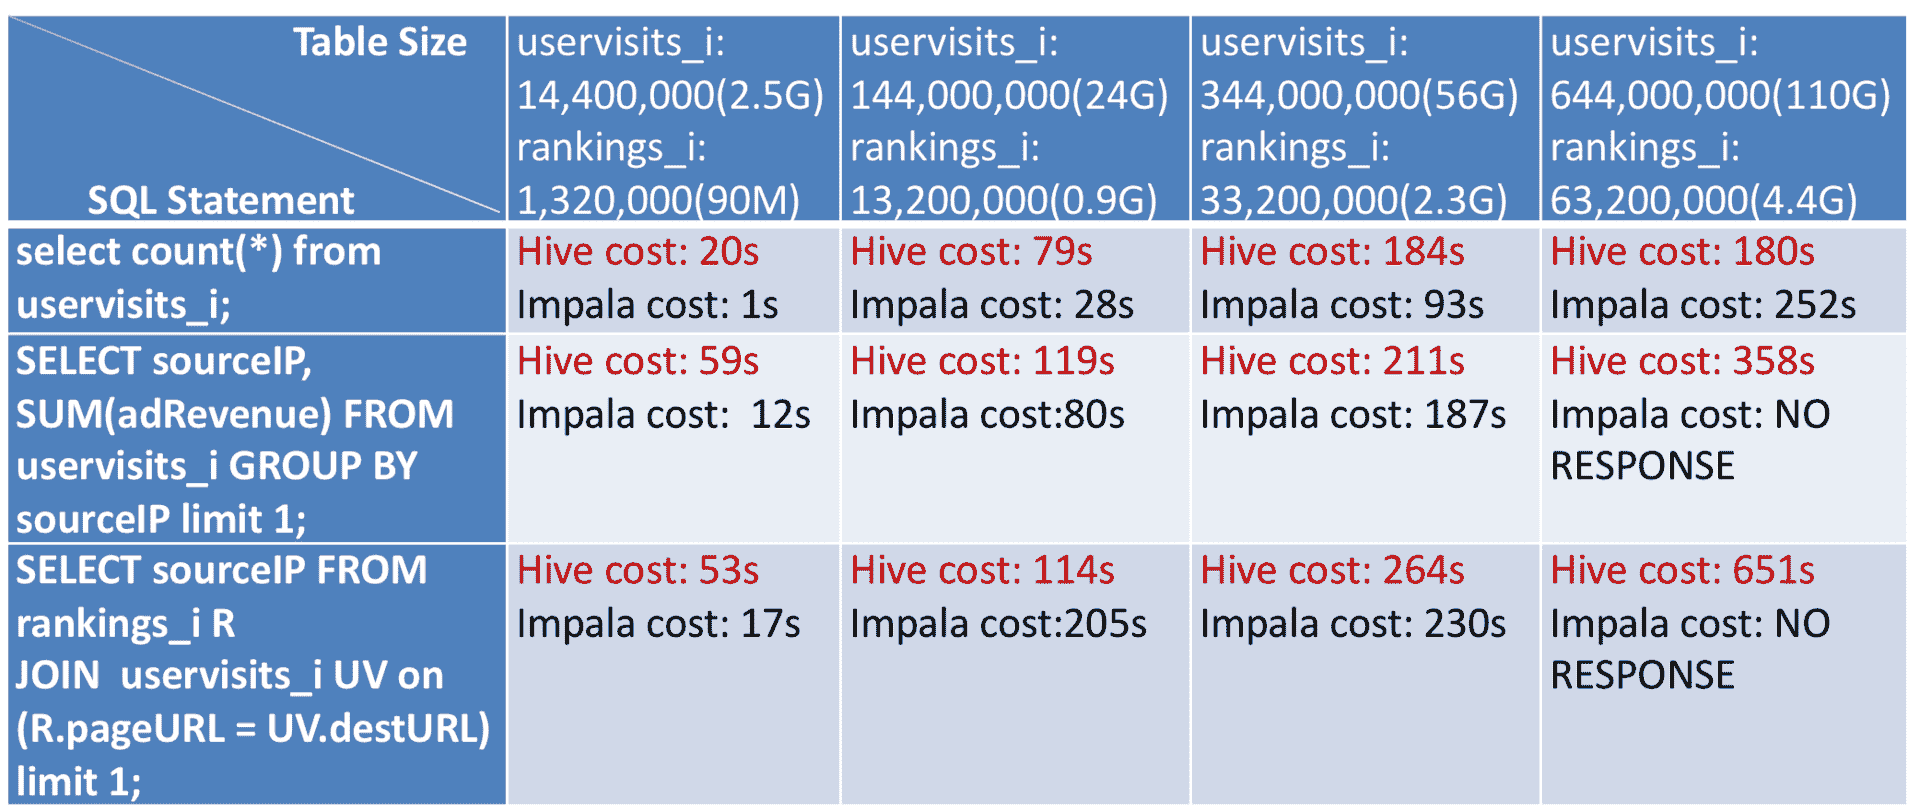 Table Size
SQL Statement
uservisits_i:
14,400,000(2.5G)
rankings_i:
1,320,000(90M)
uservisits_i:
144,000,000(24G)
rankings_i:
13,200,000(0.9G)
uservisits_i:
344,000,000(56G)
rankings_i:
33,200,000(2.3G)
uservisits_i:
644,000,000(110G)
rankings_i:
63,200,000(4.4G)
select count(*) from
uservisits_i;
Hive cost: 20s
Impala cost: 1s
Hive cost: 79s
Impala cost: 28s
Hive cost: 184s
Impala cost: 93s
Hive cost: 180s
Impala cost: 252s
SELECT sourceIP,
SUM(adRevenue) FROM
uservisits_i GROUP BY
sourceIP limit 1;
Hive cost: 59s
Impala cost:  12s
Hive cost: 119s
Impala cost:80s
Hive cost: 211s
Impala cost: 187s
Hive cost: 358s
Impala cost: NO
RESPONSE
SELECT sourceIP FROM
rankings_i R
JOIN  uservisits_i UV on
(R.pageURL = UV.destURL)
limit 1;
Hive cost: 53s
Impala cost: 17s
Hive cost: 114s
Impala cost:205s
Hive cost: 264s
Impala cost: 230s
Hive cost: 651s
Impala cost: NO
RESPONSE